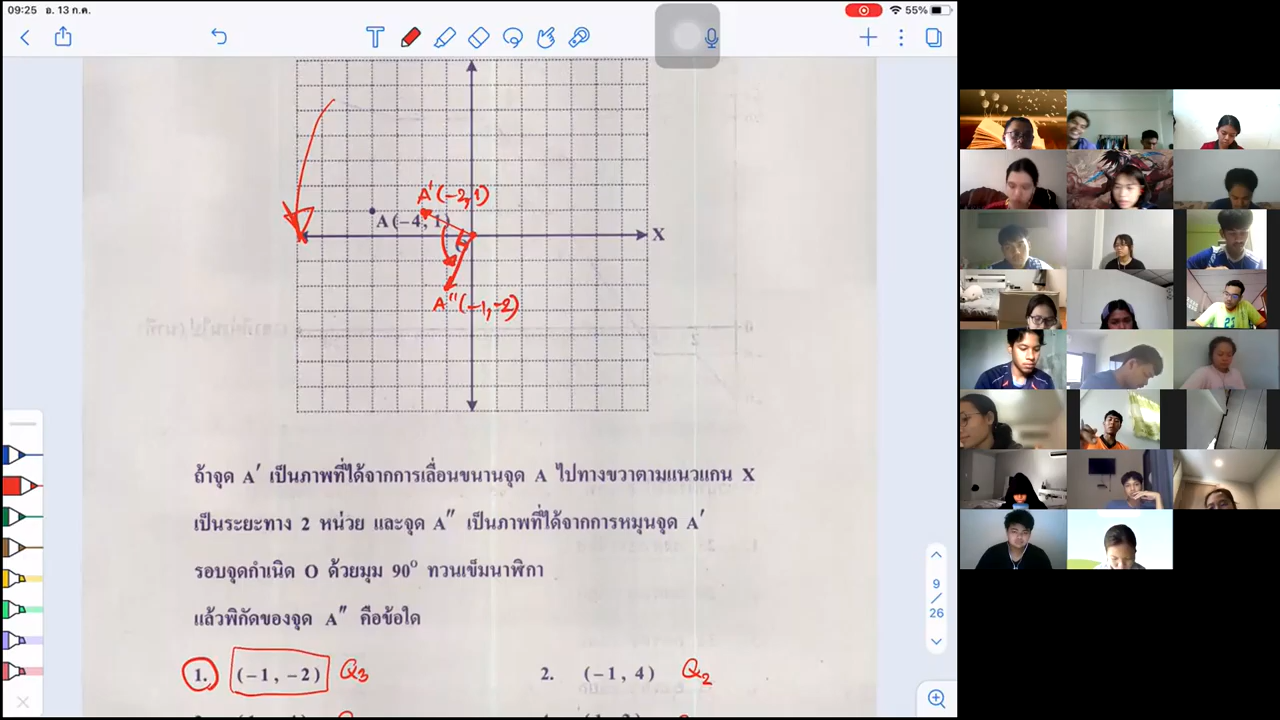 09:25 อ. 13 ก.ค.
55%
A'(-2,1)
A(-4, 1)
X
A"(-1,-2)
ถ้าจุด A' เป็นภาพที่ได้จากการเลื่อนขนานจุด A ไปทางขวาตามแนวแกน X
เป็นระยะทาง 2 หน่วย และจุด A" เป็นภาพที่ได้จากการหมุนจุด A'
รอบจุดกำเนิด O ด้วยมุม 90° ทวนเข็มนาฬิกา
แล้วพิกัดของจุด A" คือข้อใด
1. (-1, -2) Q3
2. (-1, 4) Q2
9
/
26